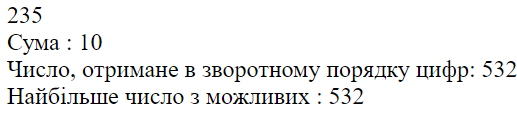 235
Сума : 10
Число, отримане в зворотному порядку цифр: 532
Найбільше число з можливих : 532